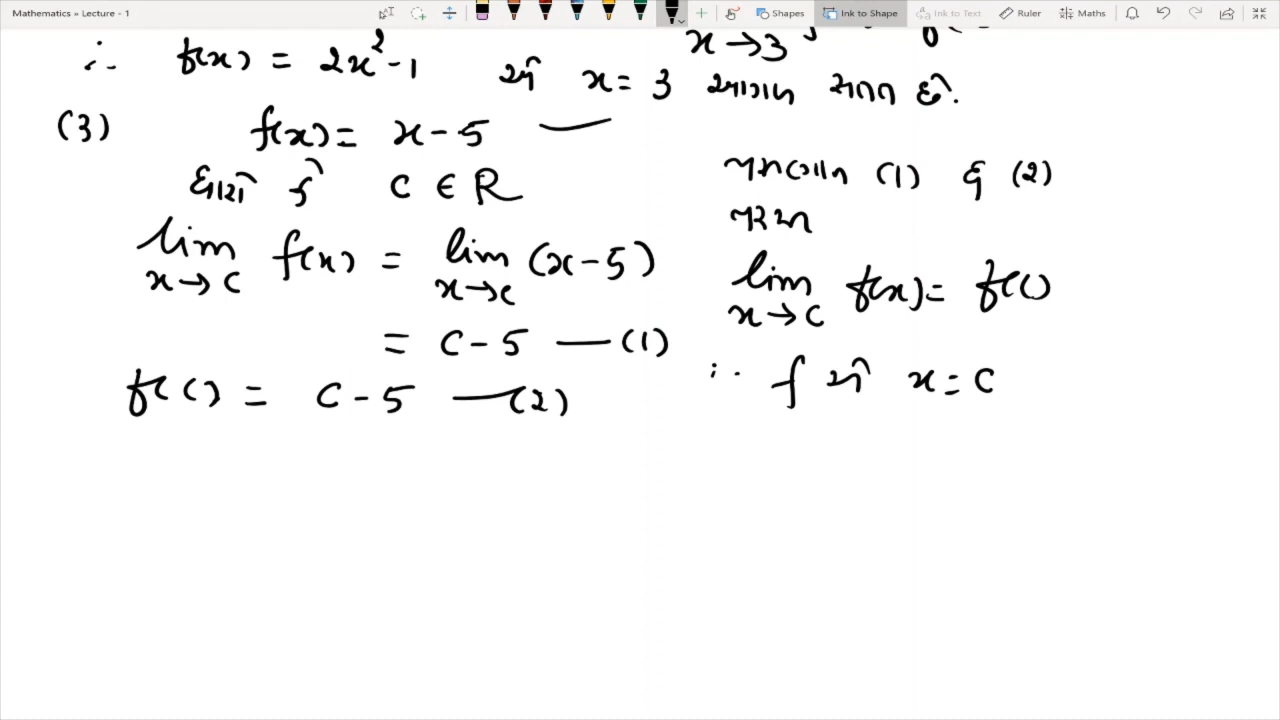 Mathematics » Lecture - 1
Shapes
Ink to Shape
Ink to Text
Ruler
Maths
x→3
∴ f(x) = 2x²-1 એ x = 3 આગળ સતત છે.
(3) f(x) = x - 5
ધારો કે c ∈ R
lim x→c f(x) = lim x→c (x-5)
= c - 5 —(1)
f(c) = c - 5 —(2)
(1) & (2)
પરથી
lim x→c f(x) = f(c)
∴ f એ x = c